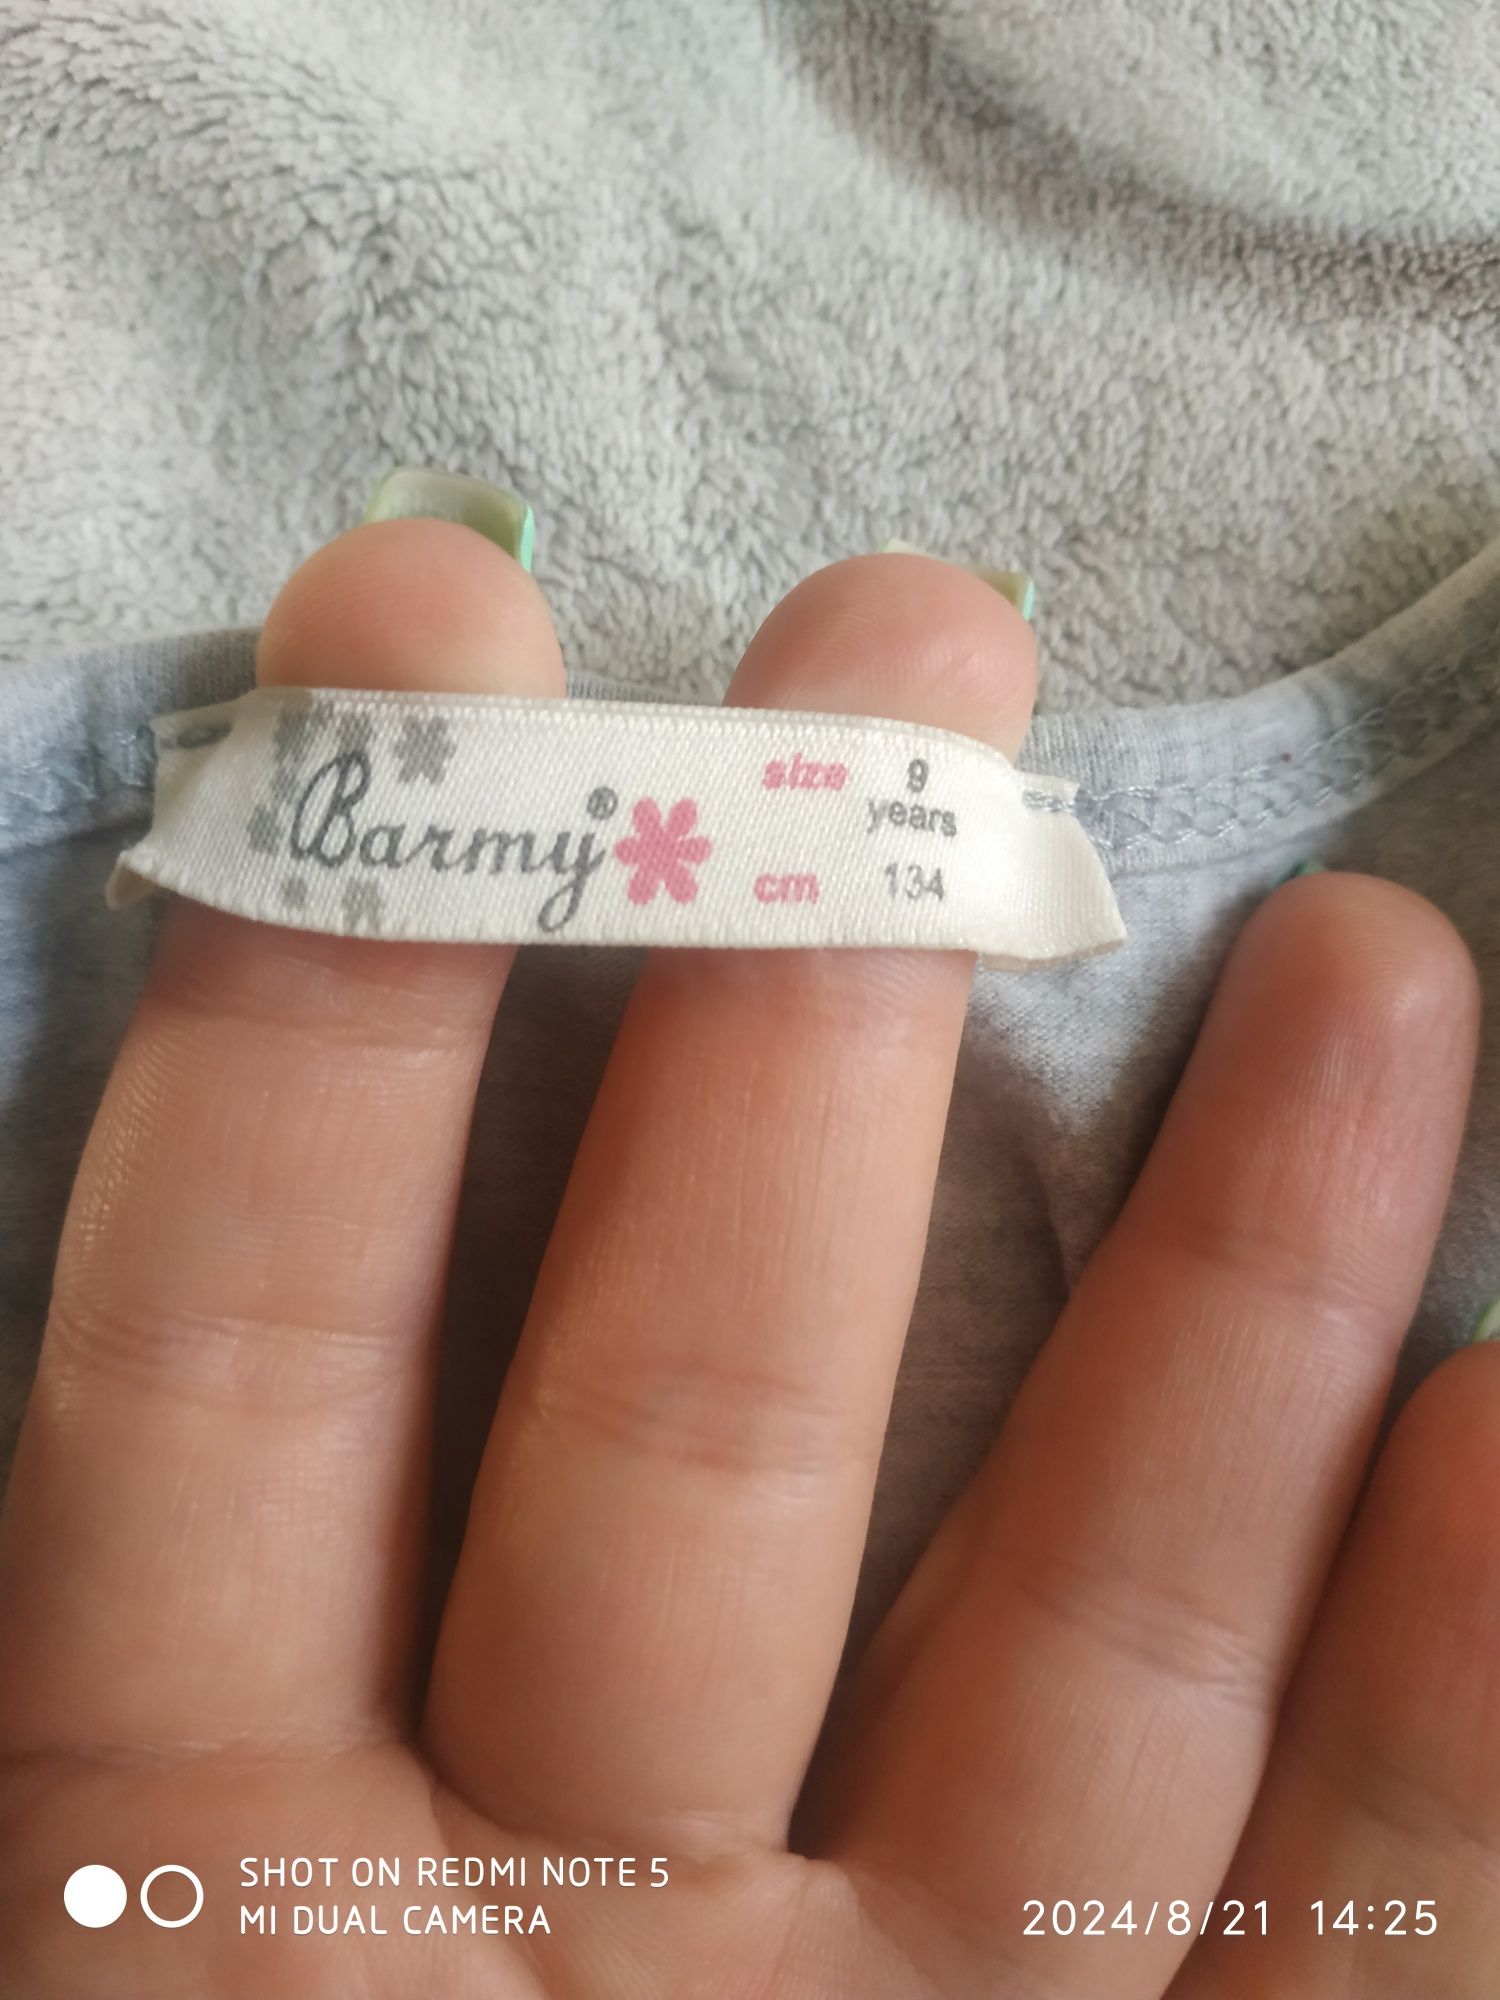 Barmy®
size 9
years
cm 134
SHOT ON REDMI NOTE 5
MI DUAL CAMERA
2024/8/21 14:25